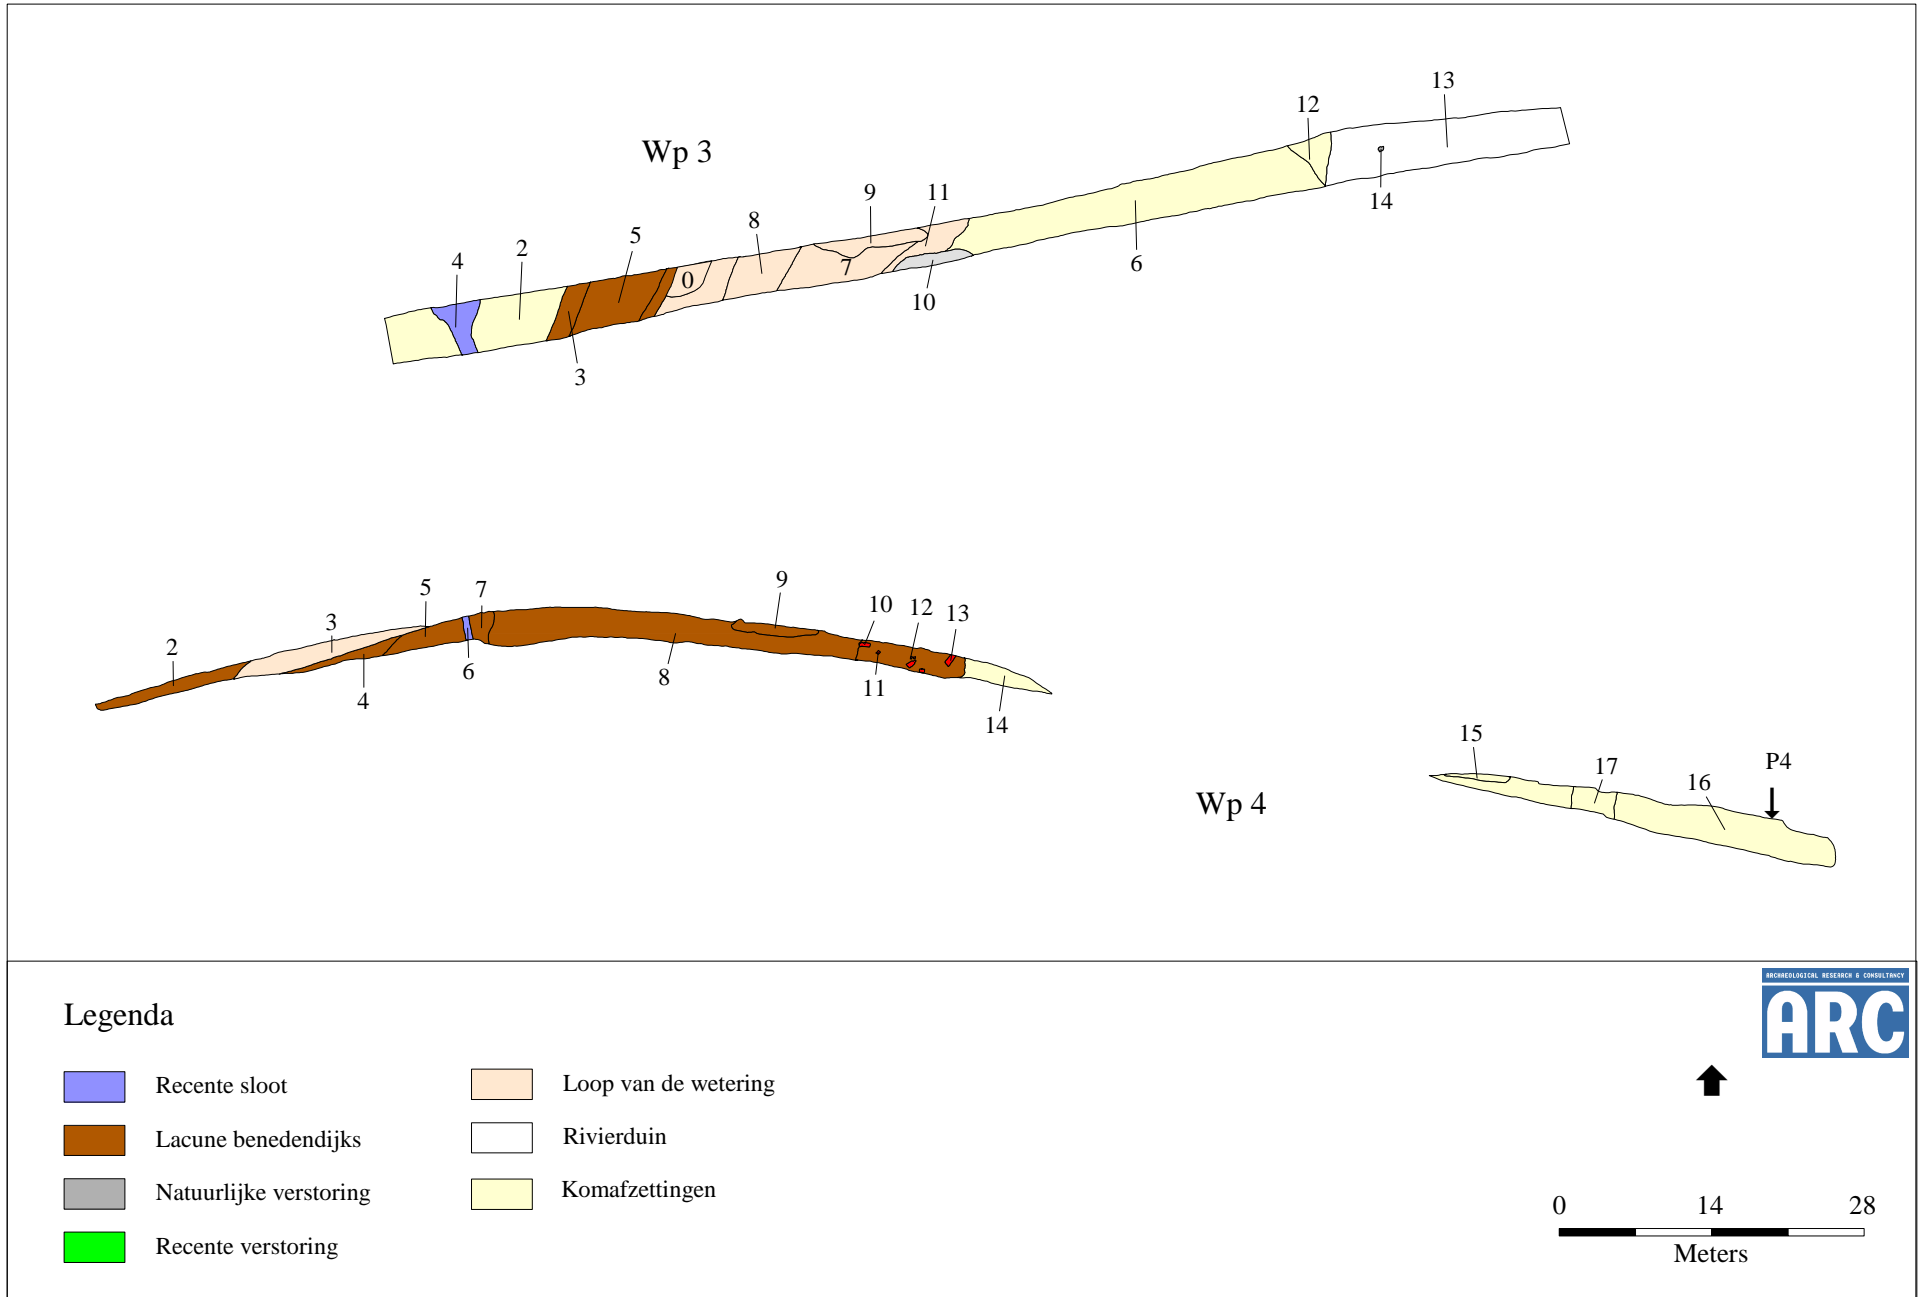 13
12
Wp 3
14
9
11
8
5
2
4
0
7
6
10
3
9
7
5
10
12
13
3
2
6
8
11
4
14
15
P4
17
16
Wp 4
ARCHAEOLOGICAL RESEARCH & CONSULTANCY
ARC
Legenda
Recente sloot
Lacune benedendijks
Natuurlijke verstoring
Recente verstoring
Loop van de wetering
Rivierduin
Komafzettingen
0 14 28
Meters